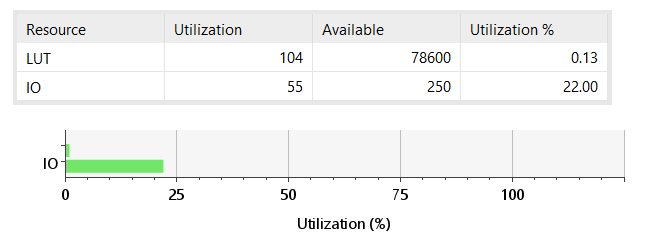 Resource Utilization Available Utilization %
LUT 104 78600 0.13
IO 55 250 22.00
IO
0 25 50 75 100
Utilization (%)